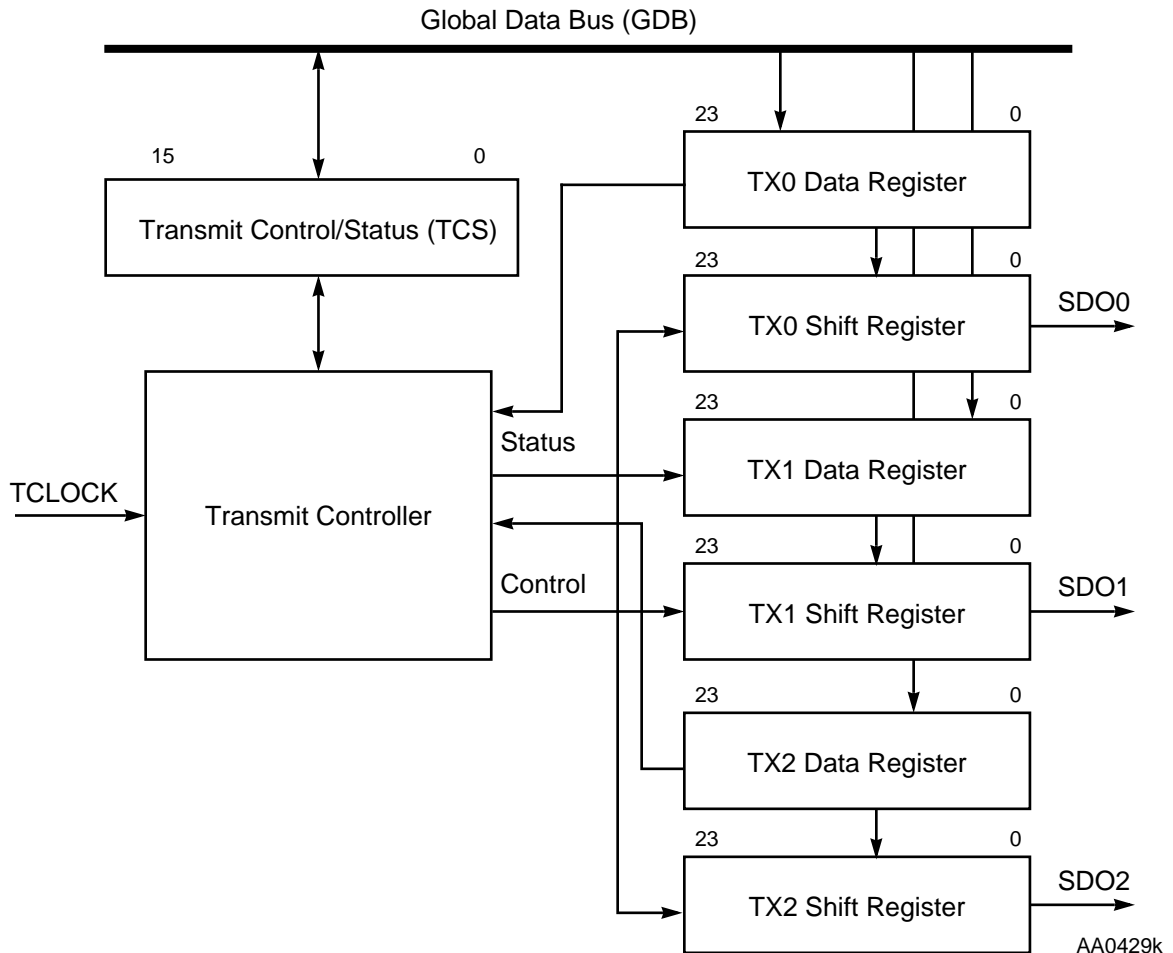 Global Data Bus (GDB)
23 0
TX0 Data Register
15 0
Transmit Control/Status (TCS)
23 0
TX0 Shift Register
SDO0
23 0
Status
TX1 Data Register
TCLOCK
Transmit Controller
23 0
Control
TX1 Shift Register
SDO1
23 0
TX2 Data Register
23 0
TX2 Shift Register
SDO2
AA0429k